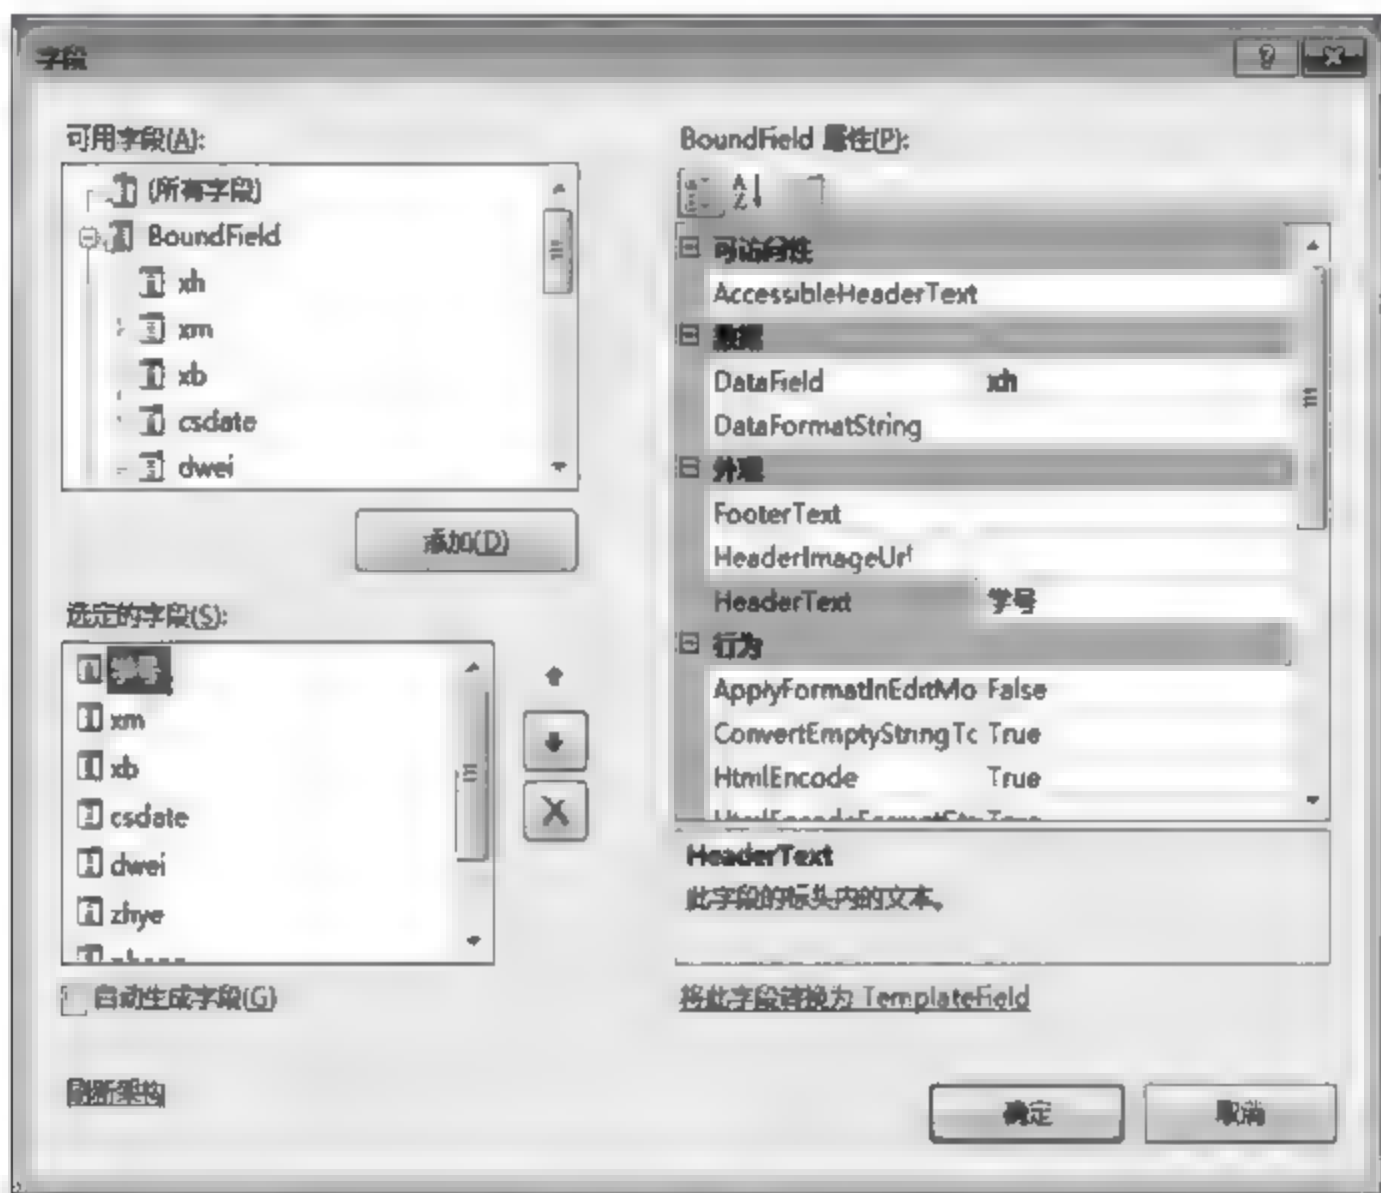 字段
可用字段(A):
(所有字段)
BoundField
xh
xm
xb
csdate
dwei
添加(D)
选定的字段(S):
学号
xm
xb
csdate
dwei
zhye
自动生成字段(G)
刷新架构
BoundField 属性(P):
可访问性
AccessibleHeaderText
数据
DataField xh
DataFormatString
外观
FooterText
HeaderImageUrl
HeaderText 学号
行为
ApplyFormatInEditMo False
ConvertEmptyStringTc True
HtmlEncode True
HtmlEncodeFormatStr True
HeaderText
此字段的标头内的文本。
将此字段转换为 TemplateField
确定
取消